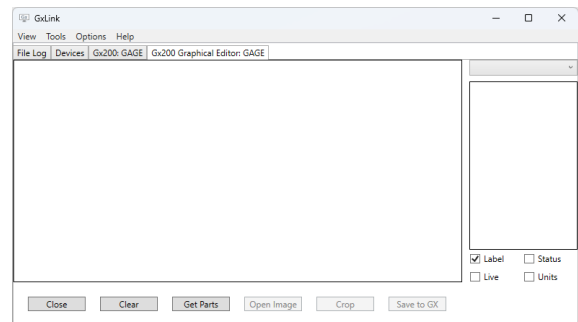 GxLink
View Tools Options Help
File Log Devices Gx200: GAGE Gx200 Graphical Editor: GAGE
Label Status
Live Units
Close Clear Get Parts Open Image Crop Save to GX